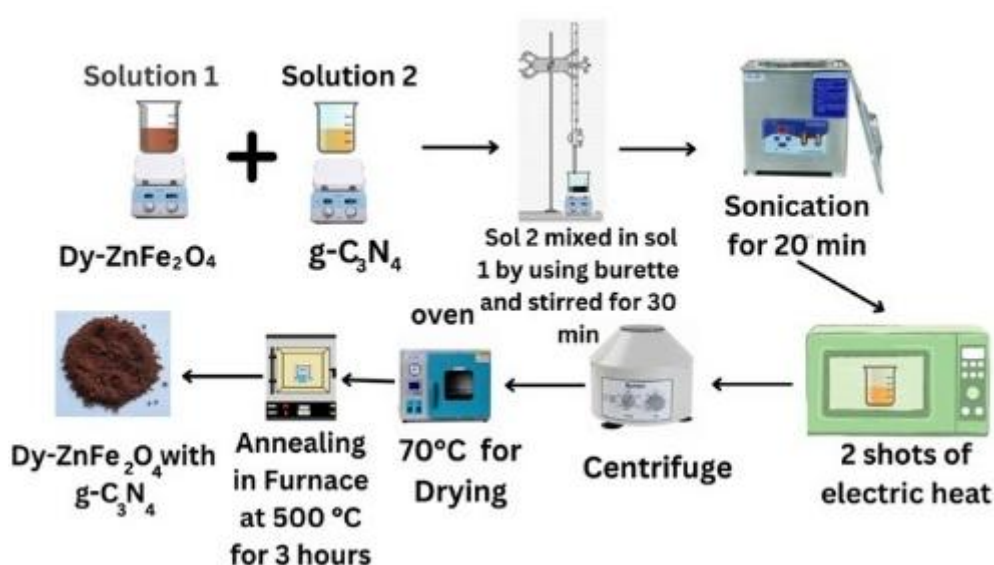 Solution 1
Solution 2
Dy-ZnFe₂O₄
g-C₃N₄
Sol 2 mixed in sol
1 by using burette
and stirred for 30
min
Sonication
for 20 min
2 shots of
electric heat
Centrifuge
oven
70°C for
Drying
Annealing
in Furnace
at 500 °C
for 3 hours
Dy-ZnFe₂O₄ with
g-C₃N₄